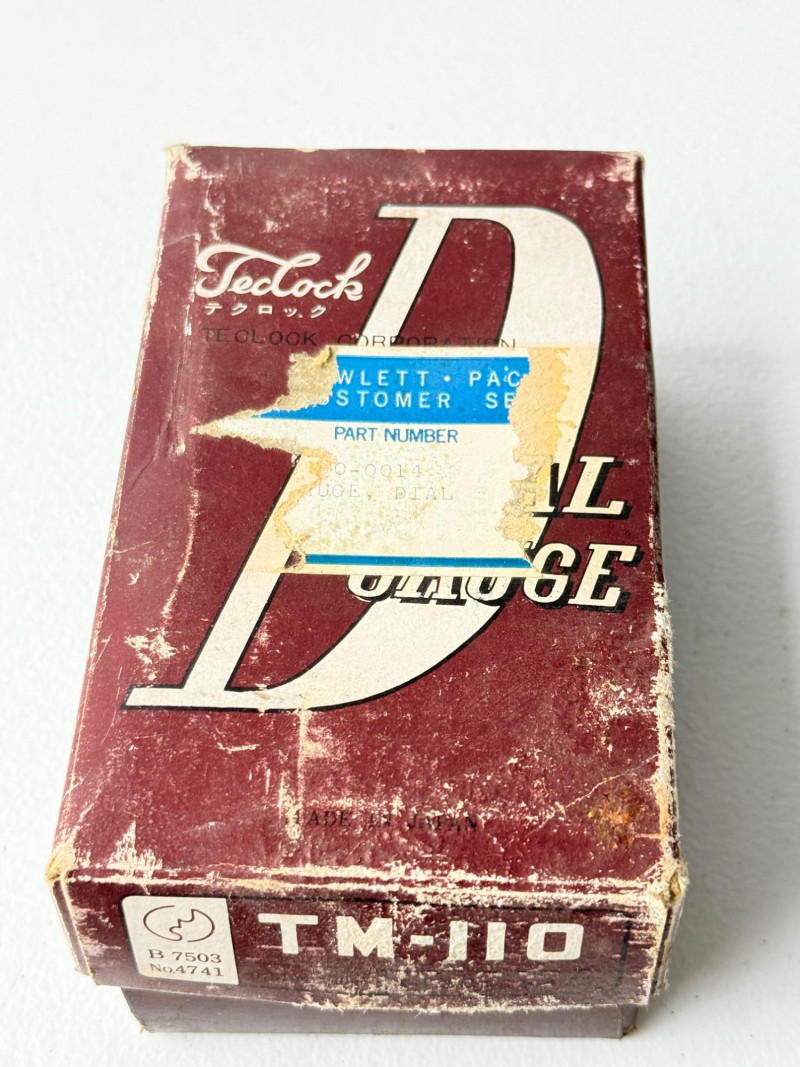 Teclock
テクロック
TECLOCK CORPORATION
WLETT · PAC
STOMER SE
PART NUMBER
0-0014
UGE, DIAL
DIAL
GAUGE
MADE IN JAPAN
B 7503
No.4741
TM-110